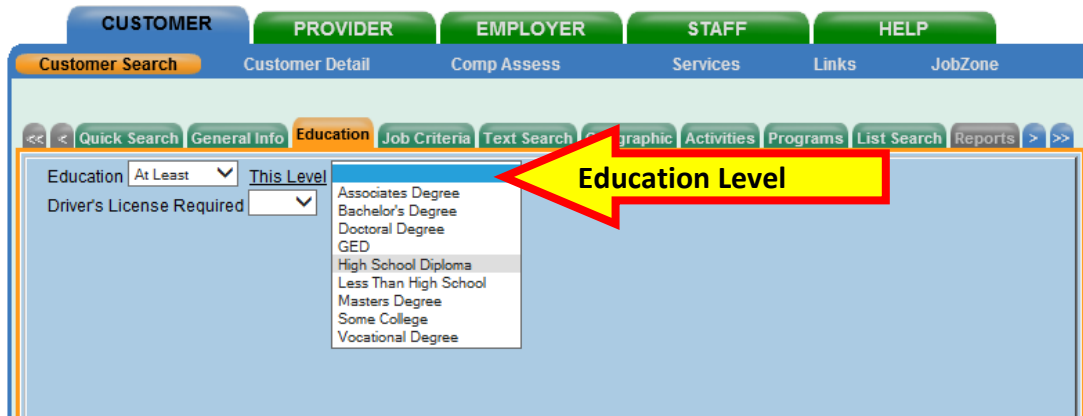 CUSTOMER PROVIDER EMPLOYER STAFF HELP
Customer Search Customer Detail Comp Assess Services Links JobZone
<< < Quick Search General Info Education Job Criteria Text Search graphic Activities Programs List Search Reports > >>
Education At Least This Level
Education Level
Driver's License Required
Associates Degree
Bachelor's Degree
Doctoral Degree
GED
High School Diploma
Less Than High School
Masters Degree
Some College
Vocational Degree